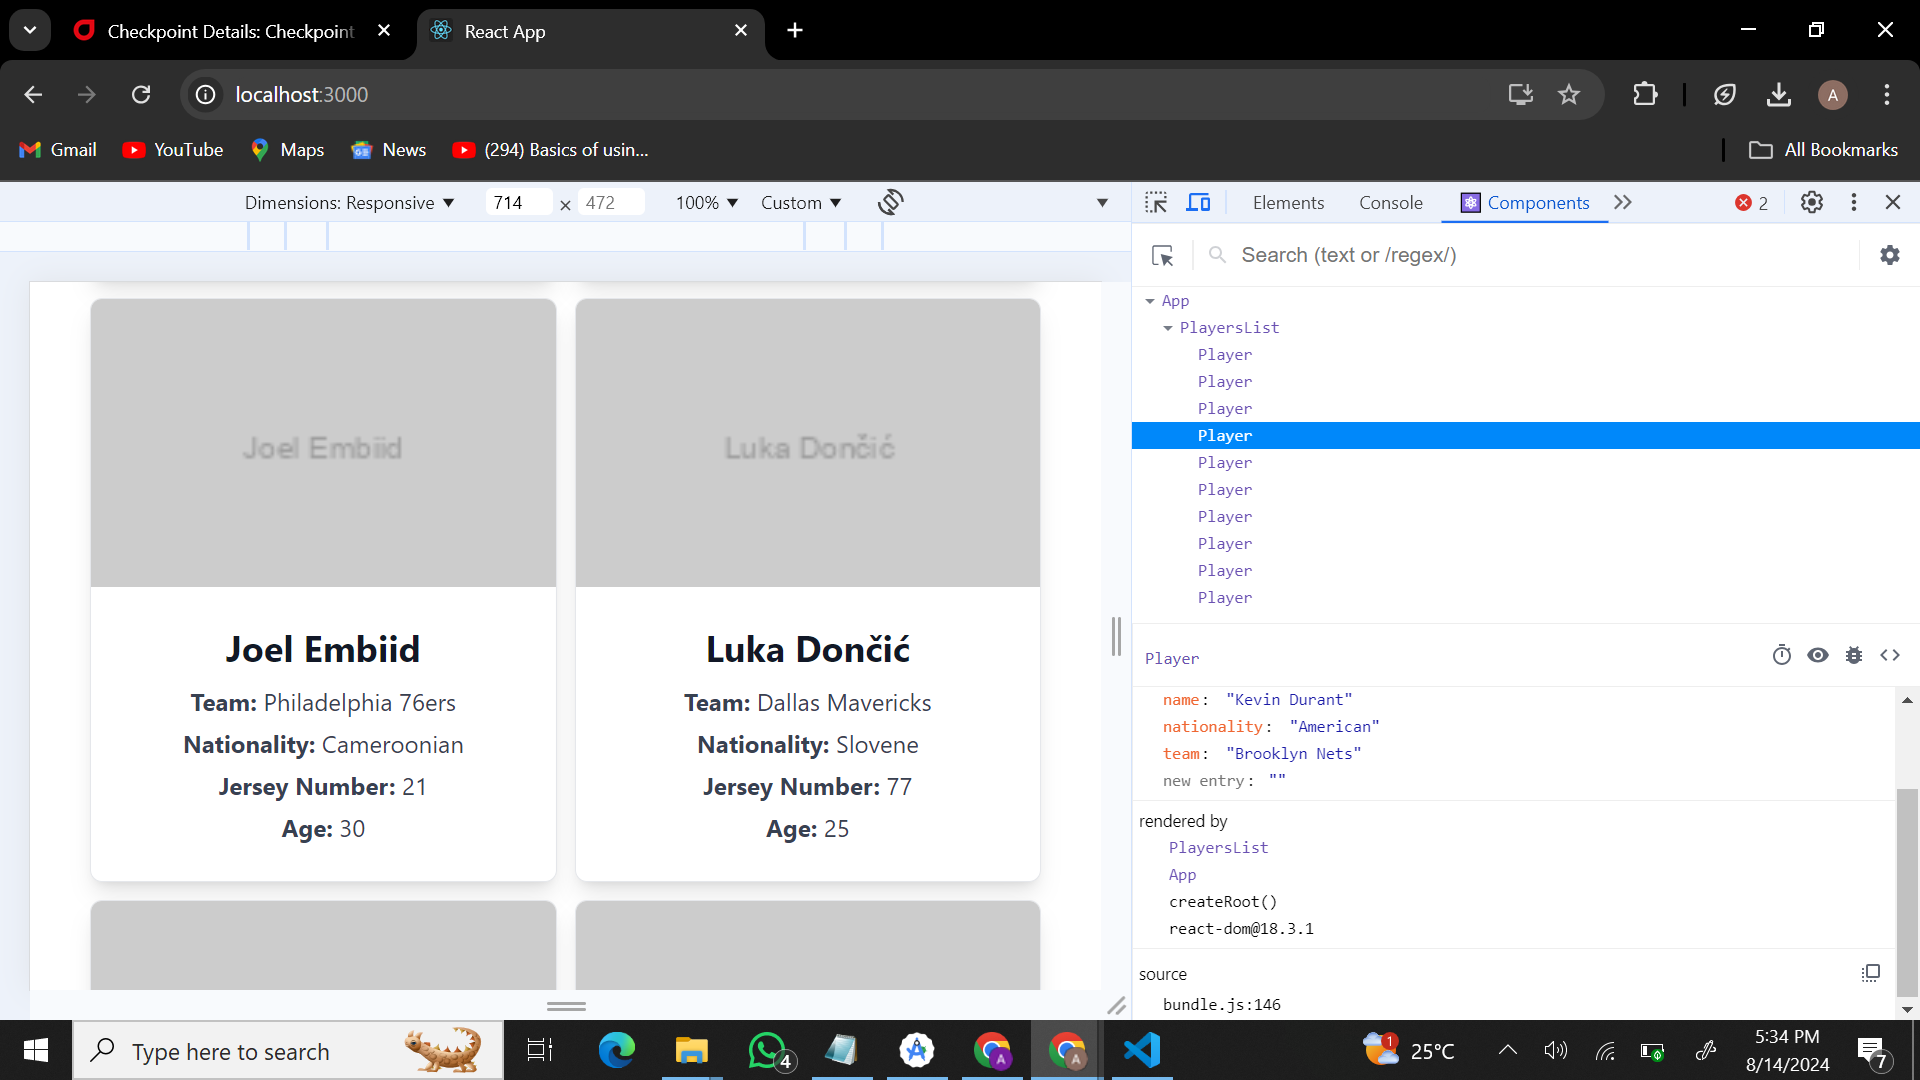 Checkpoint Details: Checkpoint
React App
localhost:3000
Gmail
YouTube
Maps
News
(294) Basics of usin...
All Bookmarks
Dimensions: Responsive
714 × 472
100%
Custom
Elements
Console
Components
2
Search (text or /regex/)
App
PlayersList
Player
Player
Player
Player
Player
Player
Player
Player
Player
Player
Joel Embiid
Luka Dončić
Joel Embiid
Team: Philadelphia 76ers
Nationality: Cameroonian
Jersey Number: 21
Age: 30
Luka Dončić
Team: Dallas Mavericks
Nationality: Slovene
Jersey Number: 77
Age: 25
Player
name: "Kevin Durant"
nationality: "American"
team: "Brooklyn Nets"
new entry: ""
rendered by
PlayersList
App
createRoot()
react-dom@18.3.1
source
bundle.js:146
Type here to search
4
A
A
A
1
25°C
5:34 PM
8/14/2024
7